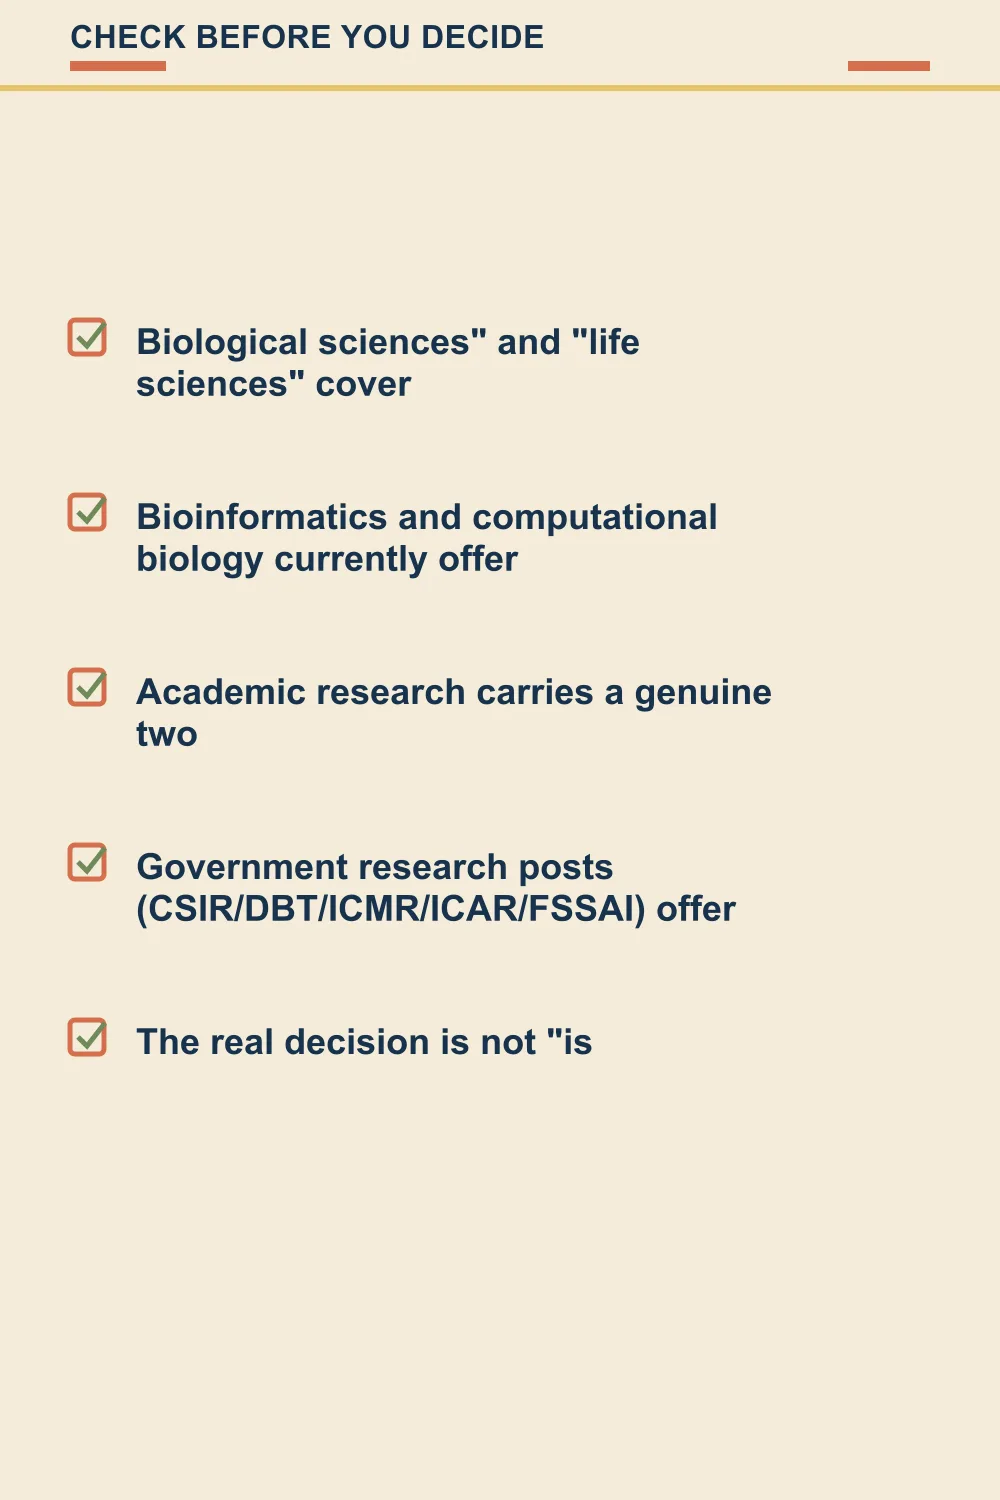 CHECK BEFORE YOU DECIDE
Biological sciences" and "life
sciences" cover
Bioinformatics and computational
biology currently offer
Academic research carries a genuine
two
Government research posts
(CSIR/DBT/ICMR/ICAR/FSSAI) offer
The real decision is not "is